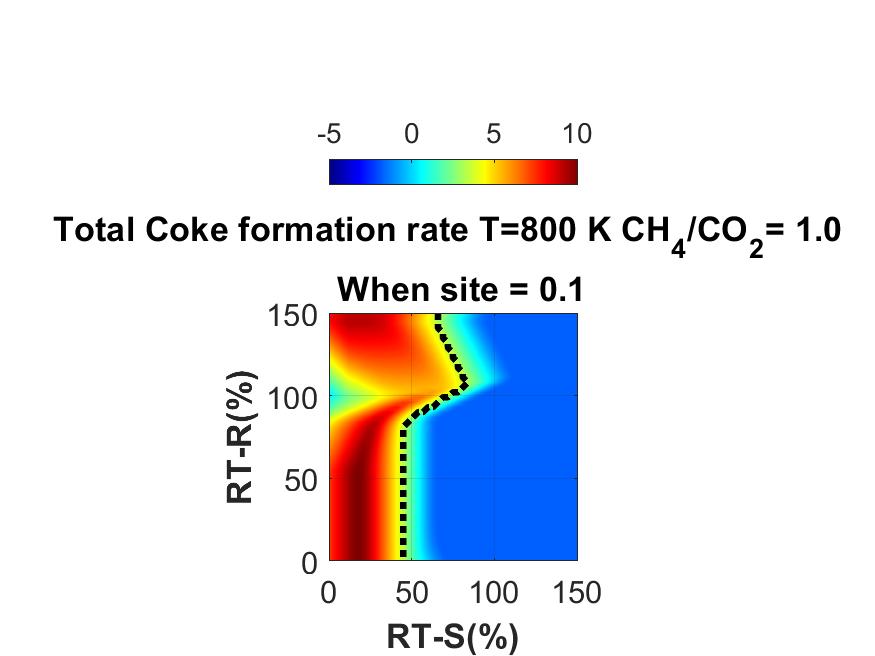 -5 0 5 10
Total Coke formation rate T=800 K CH₄/CO₂= 1.0
When site = 0.1
150
100
50
0
RT-R(%)
0 50 100 150
RT-S(%)